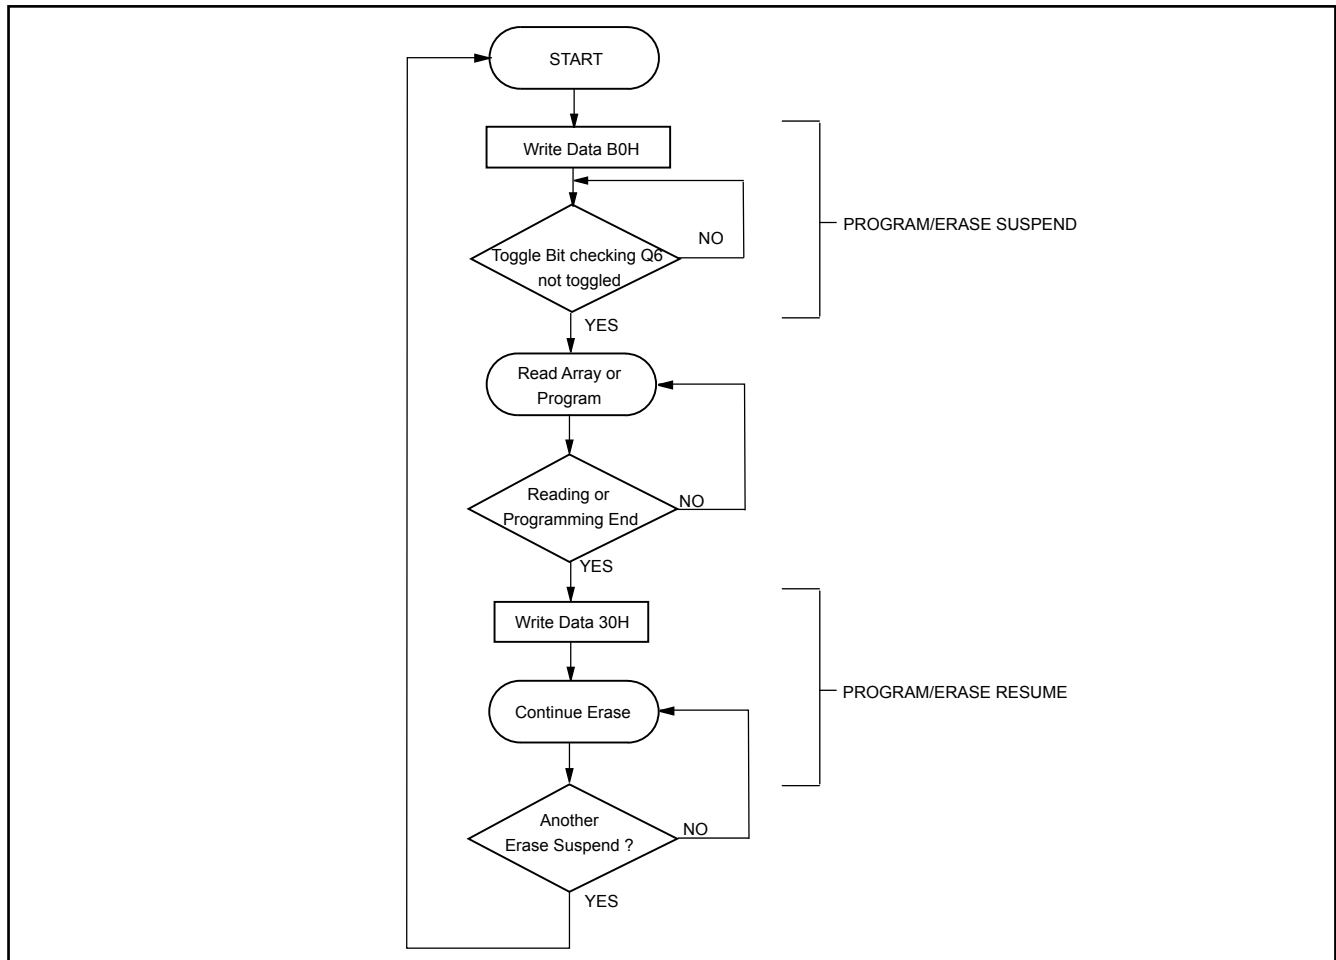 START
Write Data B0H
NO
PROGRAM/ERASE SUSPEND
Toggle Bit checking Q6
not toggled
YES
Read Array or
Program
Reading or
Programming End
NO
YES
Write Data 30H
PROGRAM/ERASE RESUME
Continue Erase
Another
Erase Suspend ?
NO
YES